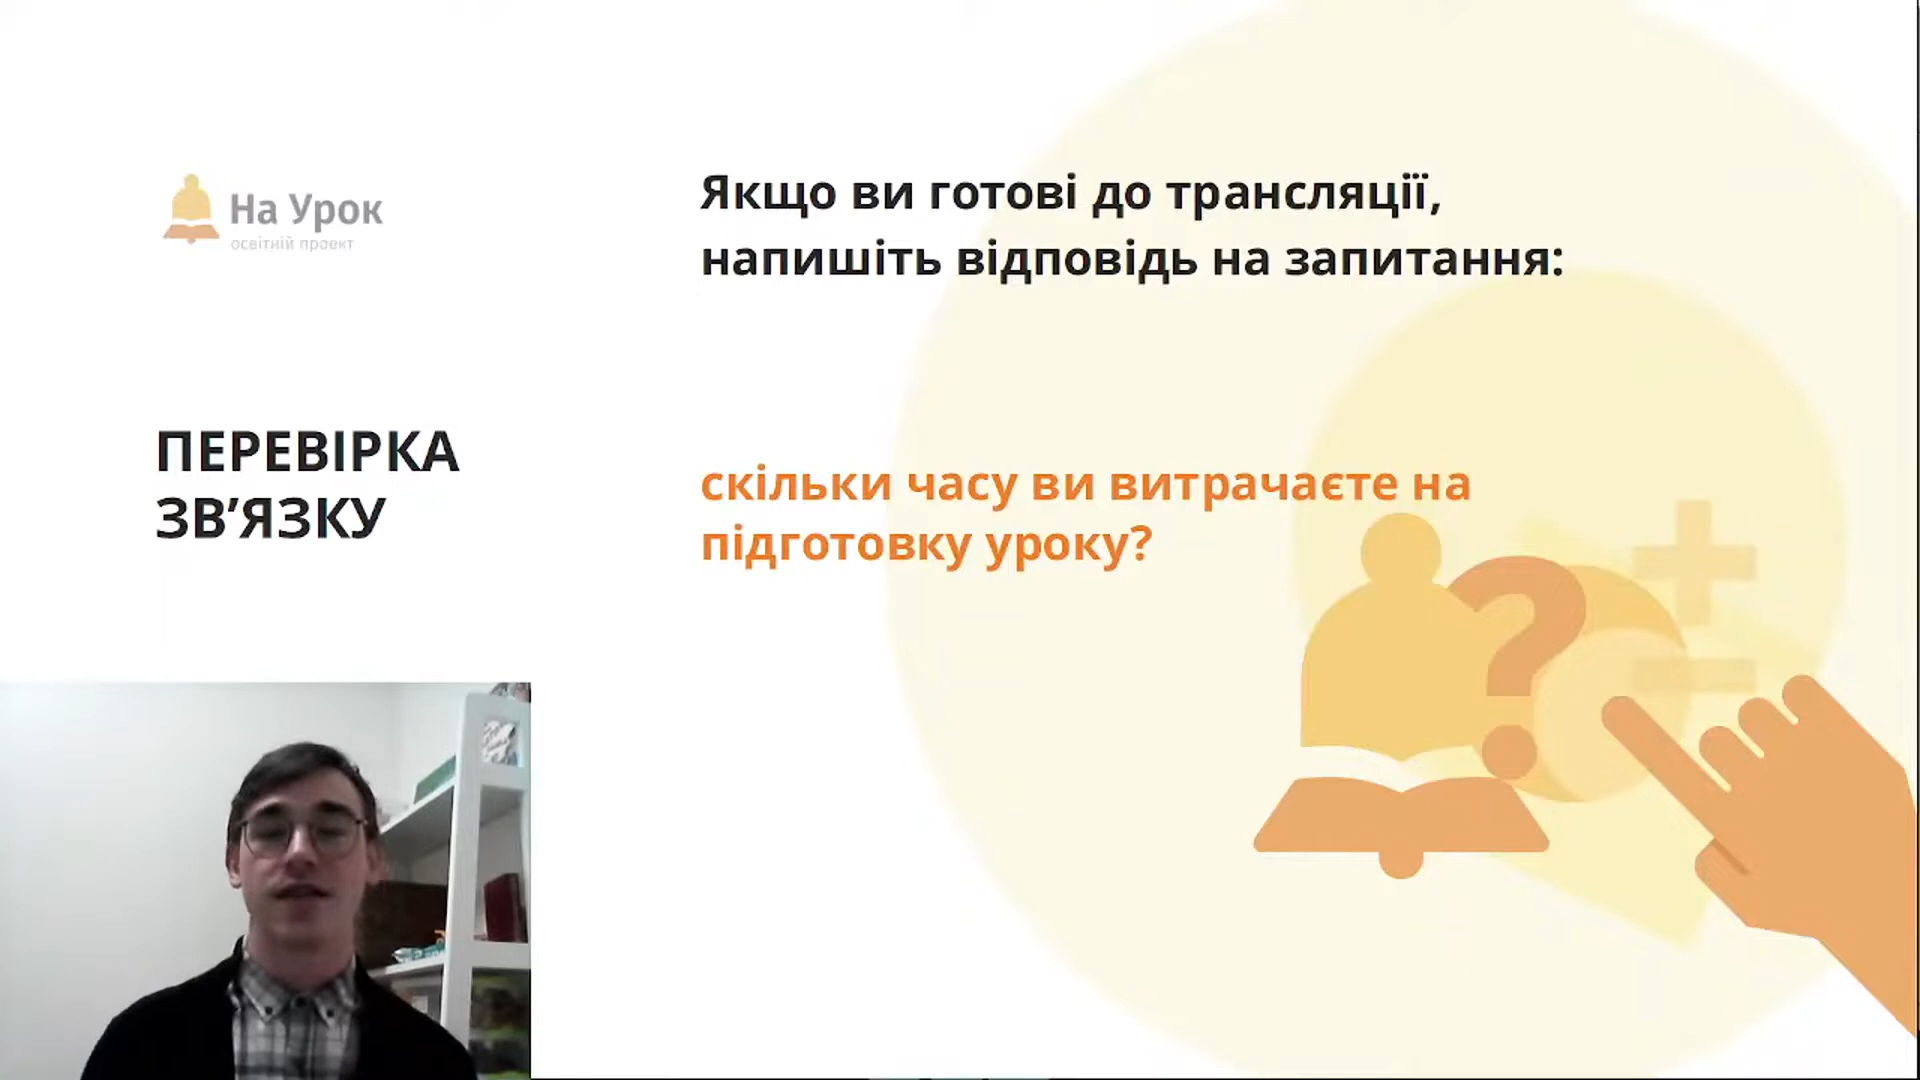 На Урок
освітній проект
Якщо ви готові до трансляції,
напишіть відповідь на запитання:
ПЕРЕВІРКА
ЗВ’ЯЗКУ
скільки часу ви витрачаєте на
підготовку уроку?